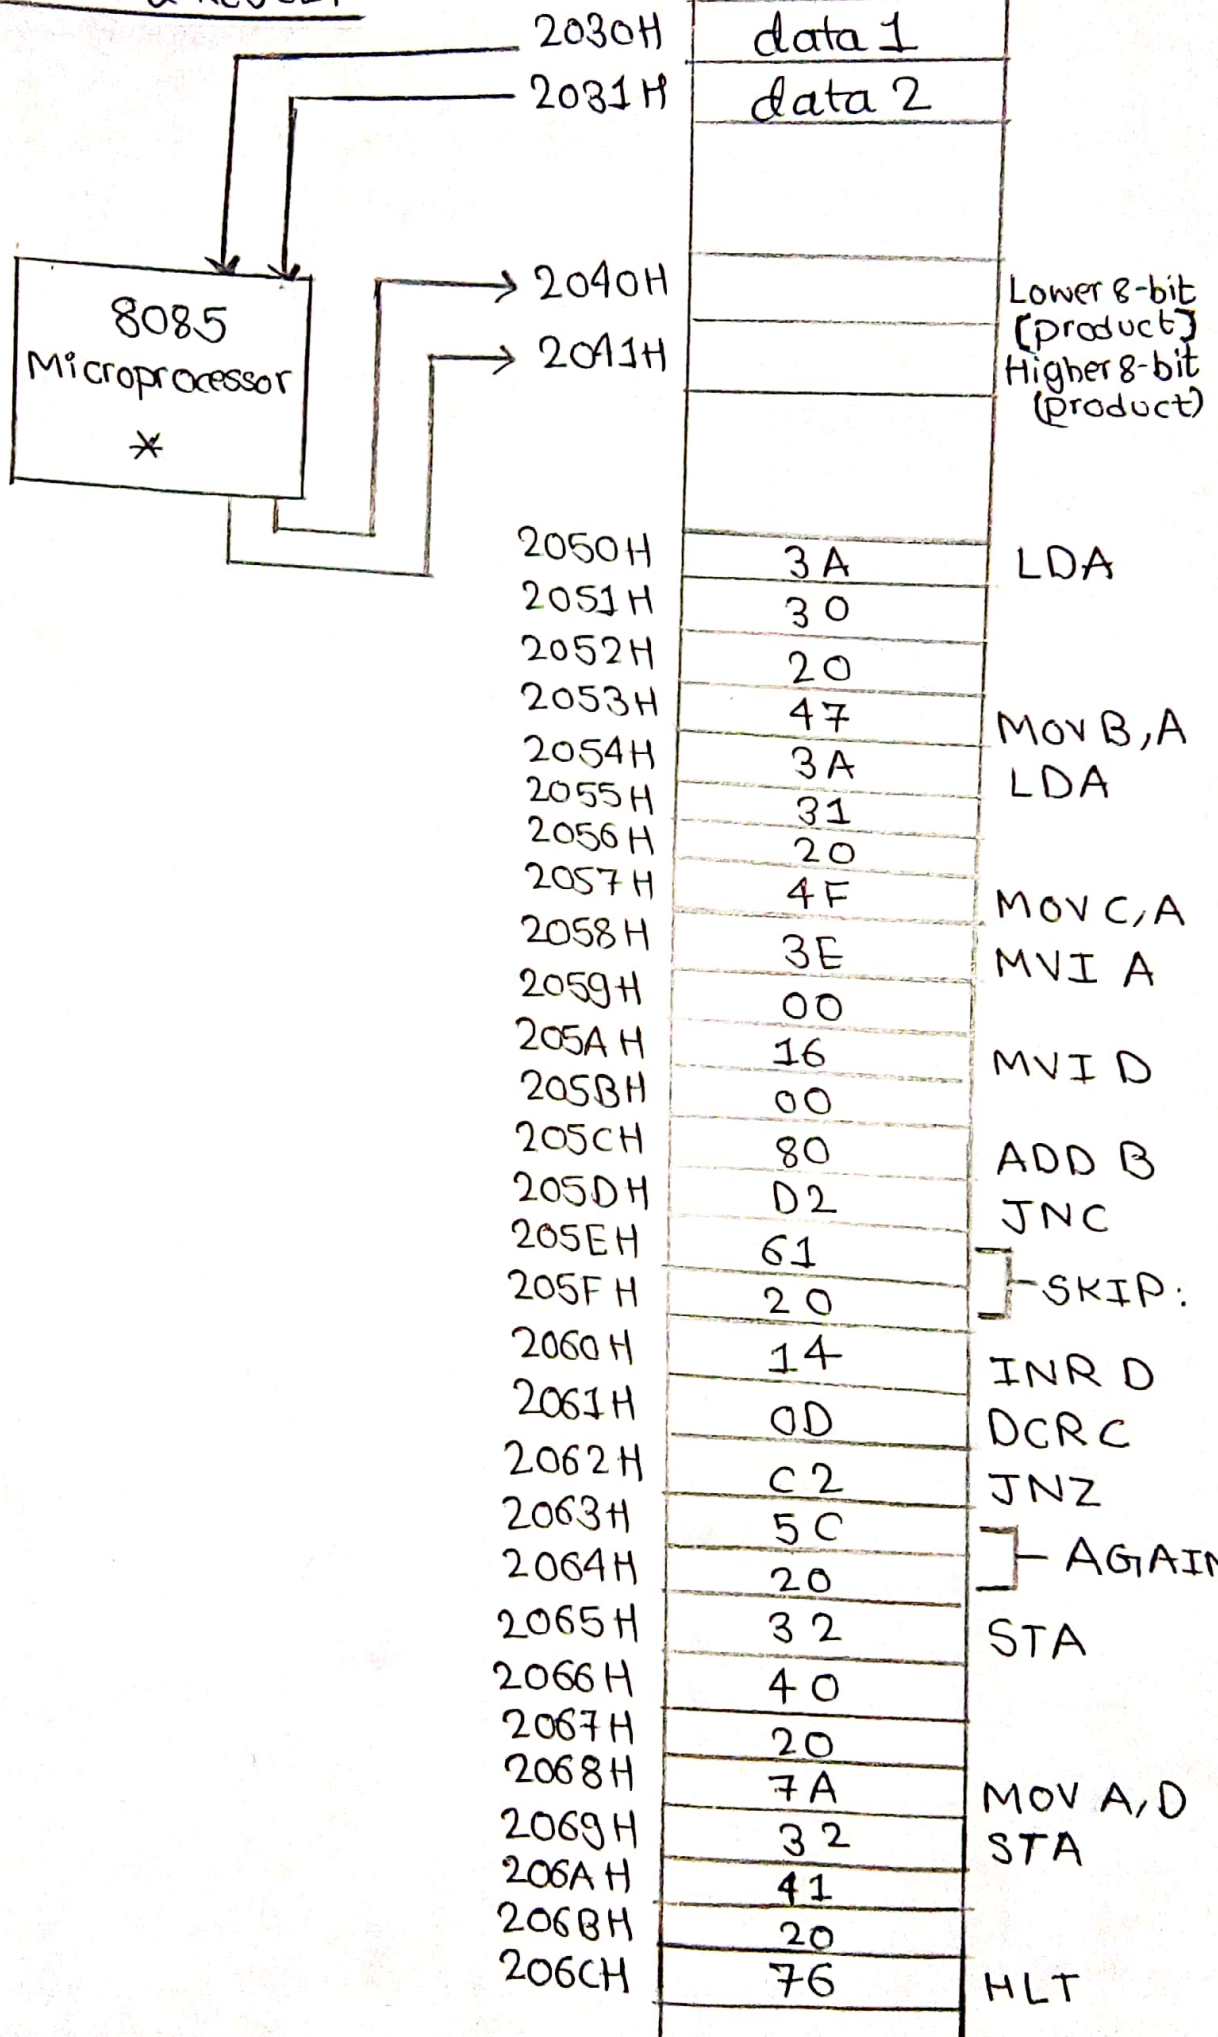 2030H data 1
2031H data 2
8085
Microprocessor
*
2040H Lower 8-bit
[product]
2041H Higher 8-bit
(product)
2050H 3A LDA
2051H 30
2052H 20
2053H 47 MOV B,A
2054H 3A LDA
2055H 31
2056H 20
2057H 4F MOV C,A
2058H 3E MVI A
2059H 00
205AH 16 MVI D
205BH 00
205CH 80 ADD B
205DH D2 JNC
205EH 61
SKIP:
205FH 20
2060H 14 INR D
2061H 0D DCR C
2062H C2 JNZ
2063H 5C
AGAIN
2064H 20
2065H 32 STA
2066H 40
2067H 20
2068H 7A MOV A,D
2069H 32 STA
206AH 41
206BH 20
206CH 76 HLT